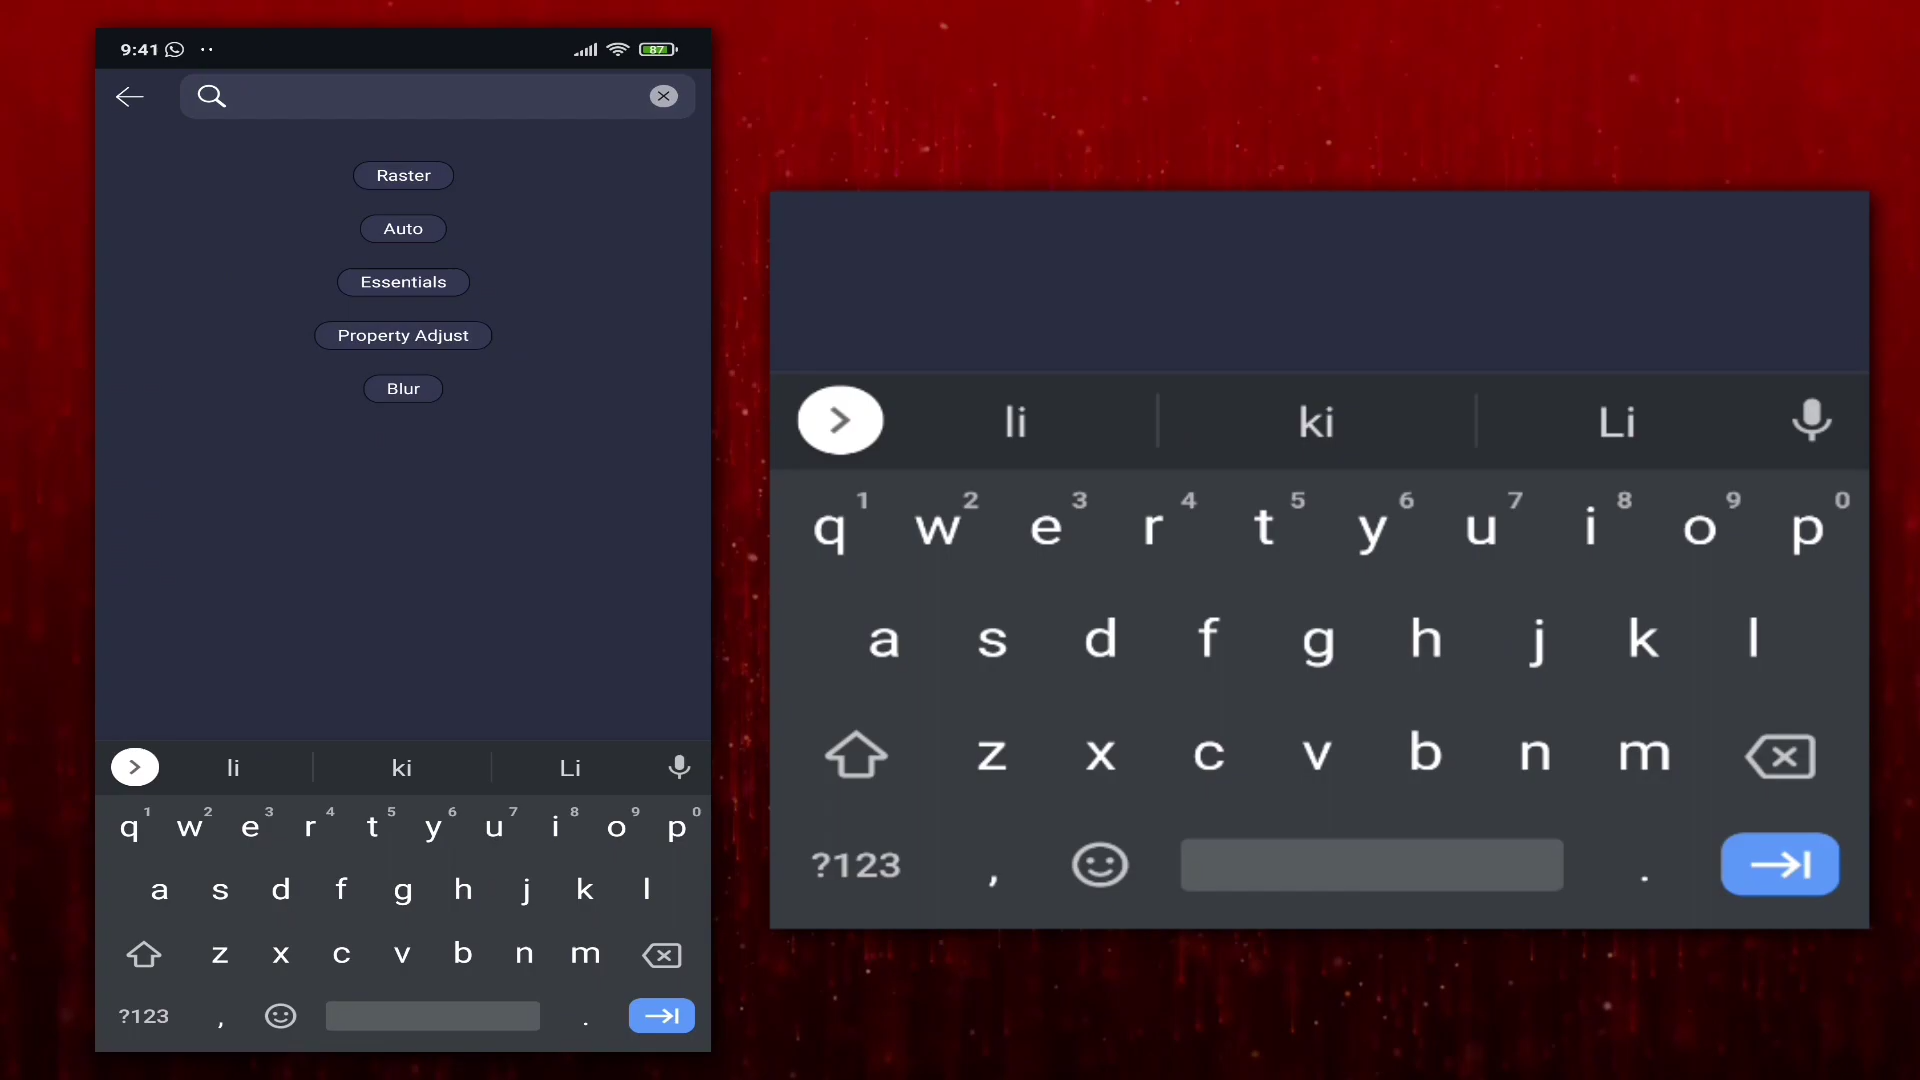 9:41
87
Raster
Auto
Essentials
Property Adjust
Blur
li ki Li
1 2 3 4 5 6 7 8 9 0
q w e r t y u i o p
a s d f g h j k l
z x c v b n m
?123 , .
li ki Li
1 2 3 4 5 6 7 8 9 0
q w e r t y u i o p
a s d f g h j k l
z x c v b n m
?123 , .